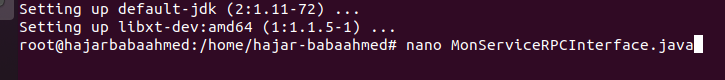 Setting up default-jdk (2:1.11-72) ...
Setting up libxt-dev:amd64 (1:1.1.5-1) ...
root@hajarbabaahmed:/home/hajar-babaahmed# nano MonServiceRPCInterface.java